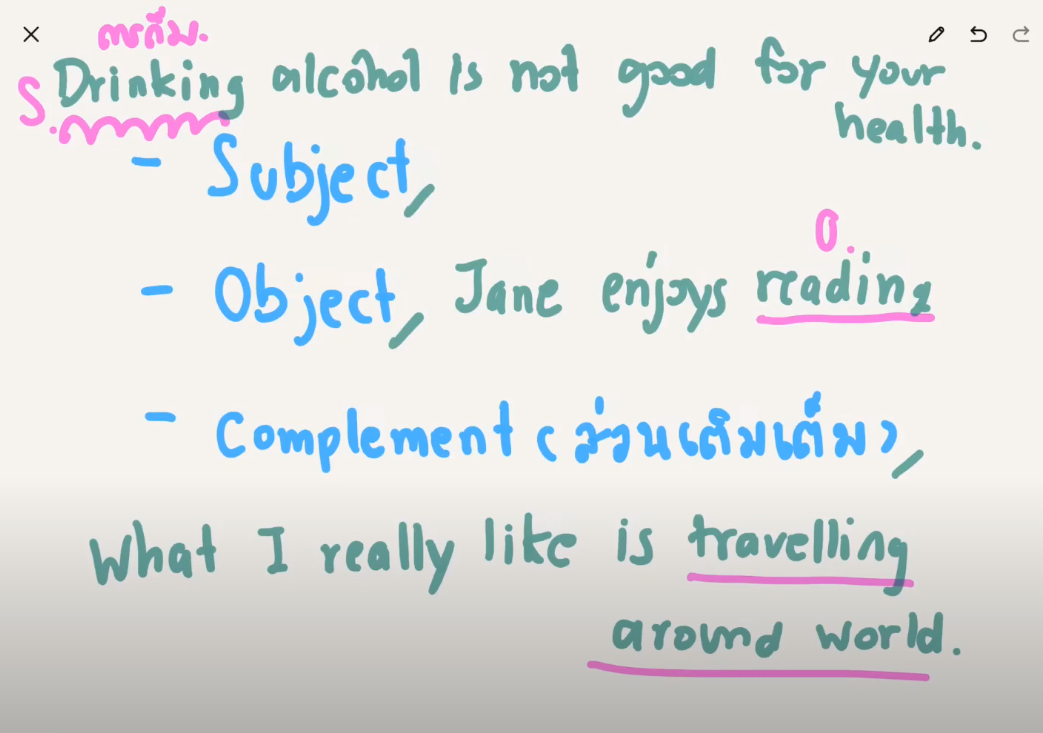 การดื่ม.
S. Drinking alcohol is not good for your
health.
- Subject
O.
- Object Jane enjoys reading
- Complement (ส่วนเติมเต็ม)
What I really like is travelling
around world.